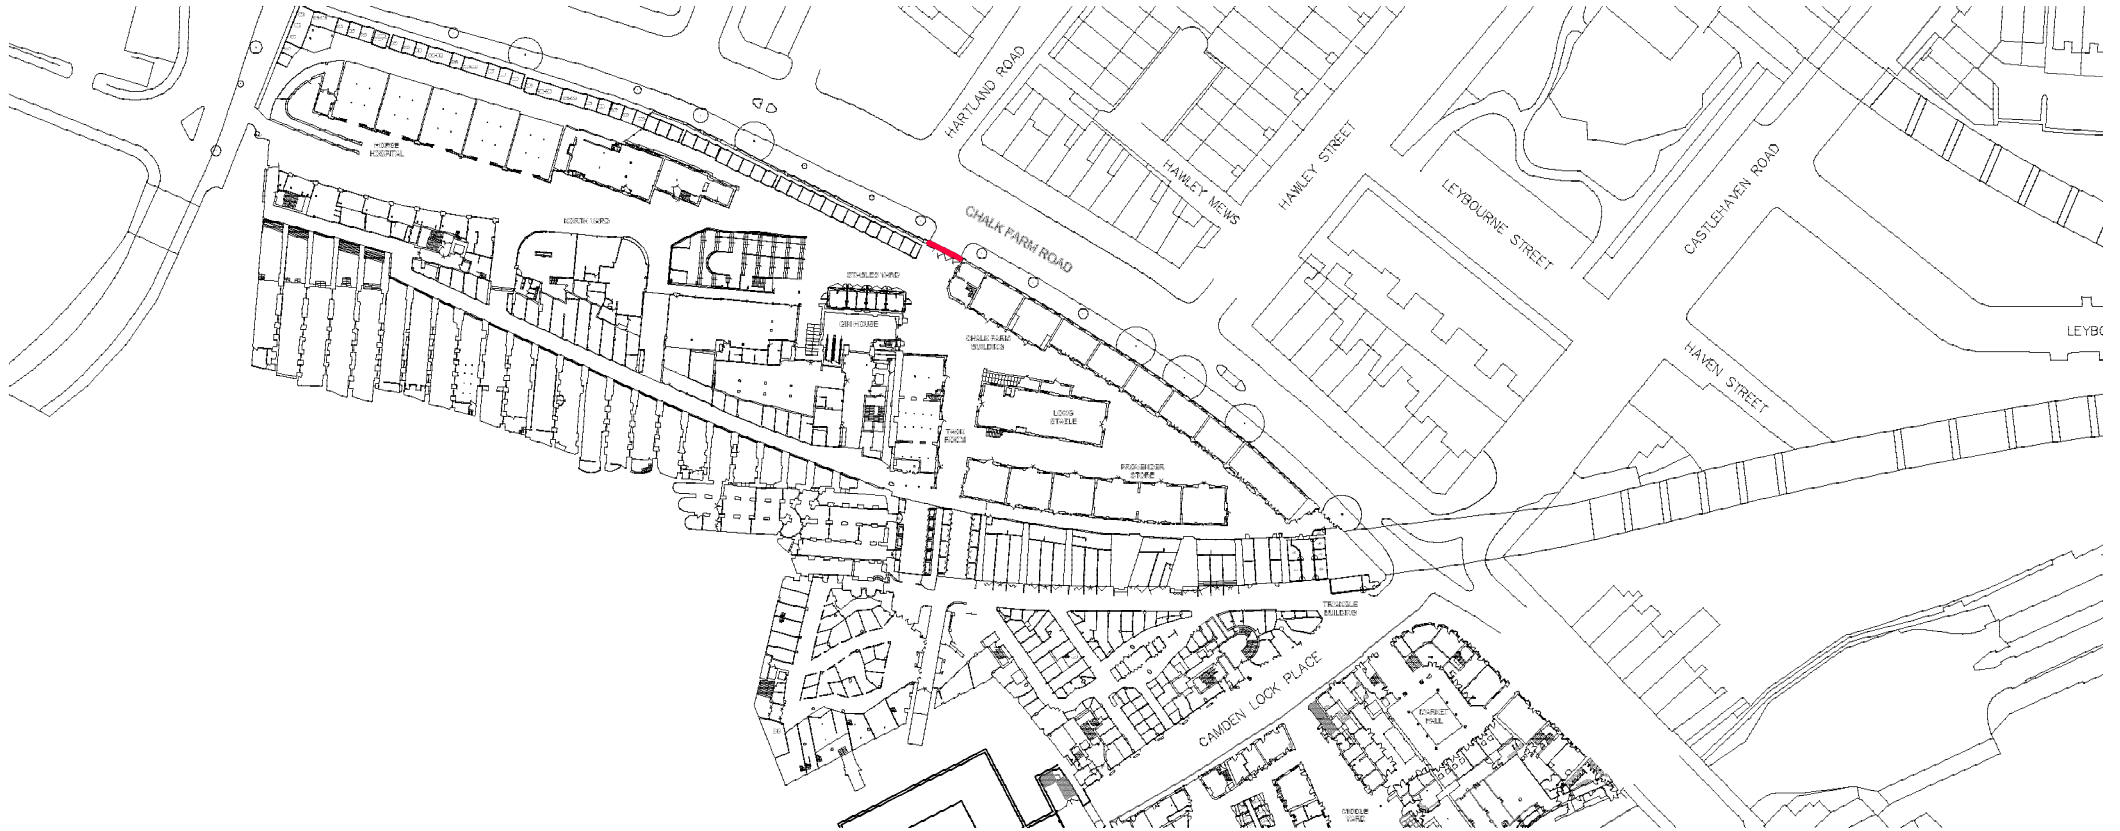 HARTLAND ROAD
HORSE
HOSPITAL
HAWLEY MEWS
HAWLEY STREET
LEYBOURNE STREET
CASTLEHAVEN ROAD
NORTH YARD
CHALK FARM ROAD
STABLES YARD
GIN HOUSE
CHALK FARM
BUILDINGS
LEYBO
HAVEN STREET
LONG
STABLE
TACK
ROOM
PROVENDER
STORE
TRIANGLE
BUILDING
CAMDEN LOCK PLACE
MARKET
HALL
MIDDLE
YARD